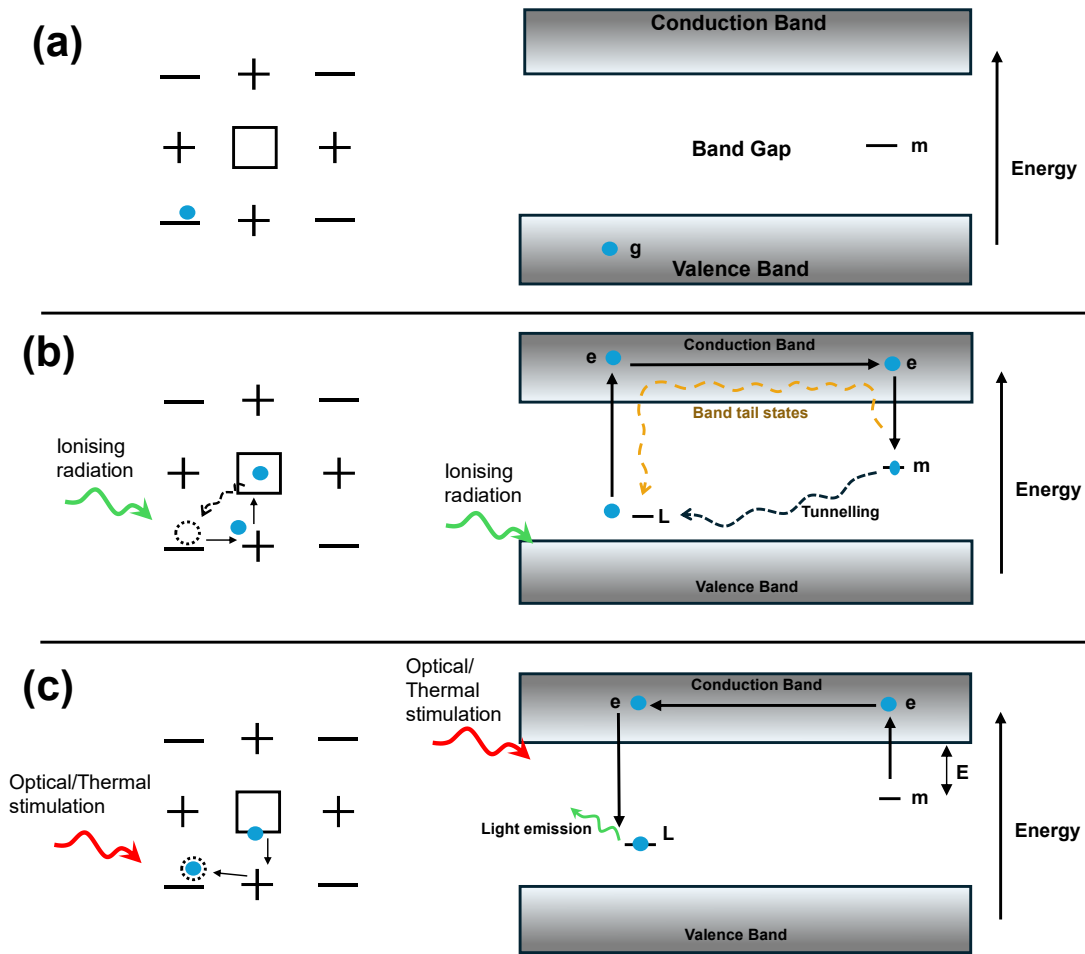 (a)
Conduction Band
Band Gap
m
Energy
g
Valence Band
(b)
Ionising
radiation
e
Conduction Band
e
Band tail states
Ionising
radiation
m
L
Tunnelling
Energy
Valence Band
(c)
Optical/Thermal
stimulation
Optical/
Thermal
stimulation
Conduction Band
e
e
E
m
L
Light emission
Energy
Valence Band